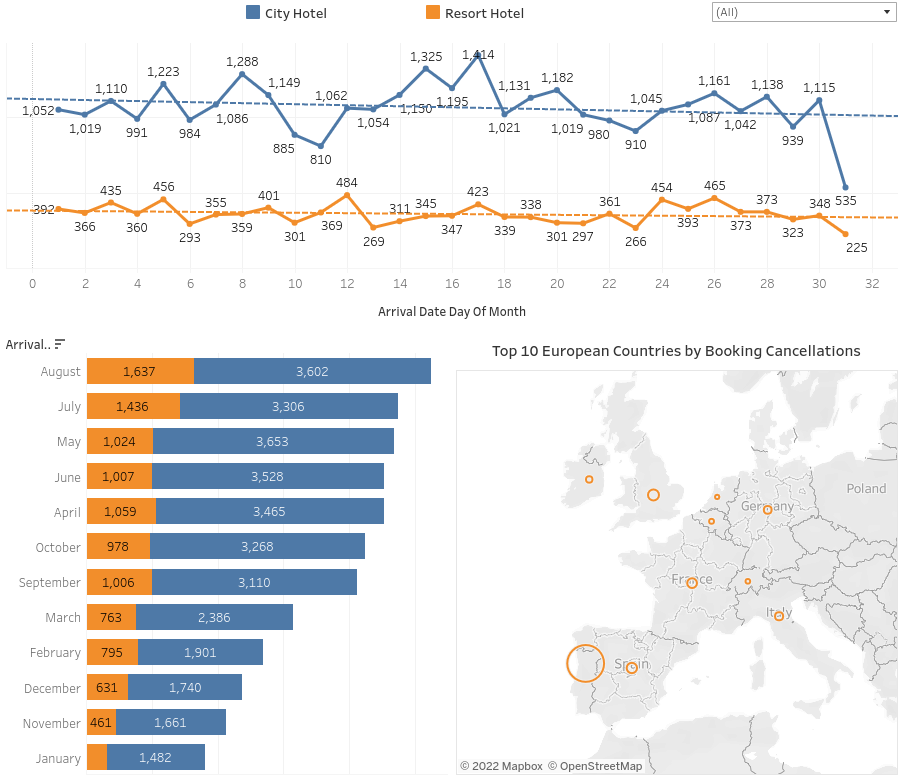 City Hotel Resort Hotel (All)
1,414
1,325
1,288
1,223
1,182
1,149 1,161
1,131 1,138
1,110 1,115
1,062 1,045
1,052 1,150 1,195
1,019 991 984 1,086 1,054 1,021 1,019 980 1,087 1,042
885 910 939
810
535
484
456 454 465
435 423
392 355 401 311 345 338 361 373 348
366 360 359 369 347 339 393 373 323
293 301 269 301 297 266 225
0 2 4 6 8 10 12 14 16 18 20 22 24 26 28 30 32
Arrival Date Day Of Month
Arrival..
August 1,637 3,602
July 1,436 3,306
May 1,024 3,653
June 1,007 3,528
April 1,059 3,465
October 978 3,268
September 1,006 3,110
March 763 2,386
February 795 1,901
December 631 1,740
November 461 1,661
January 1,482
Top 10 European Countries by Booking Cancellations
Poland
Germany
France
Italy
Spain
© 2022 Mapbox © OpenStreetMap